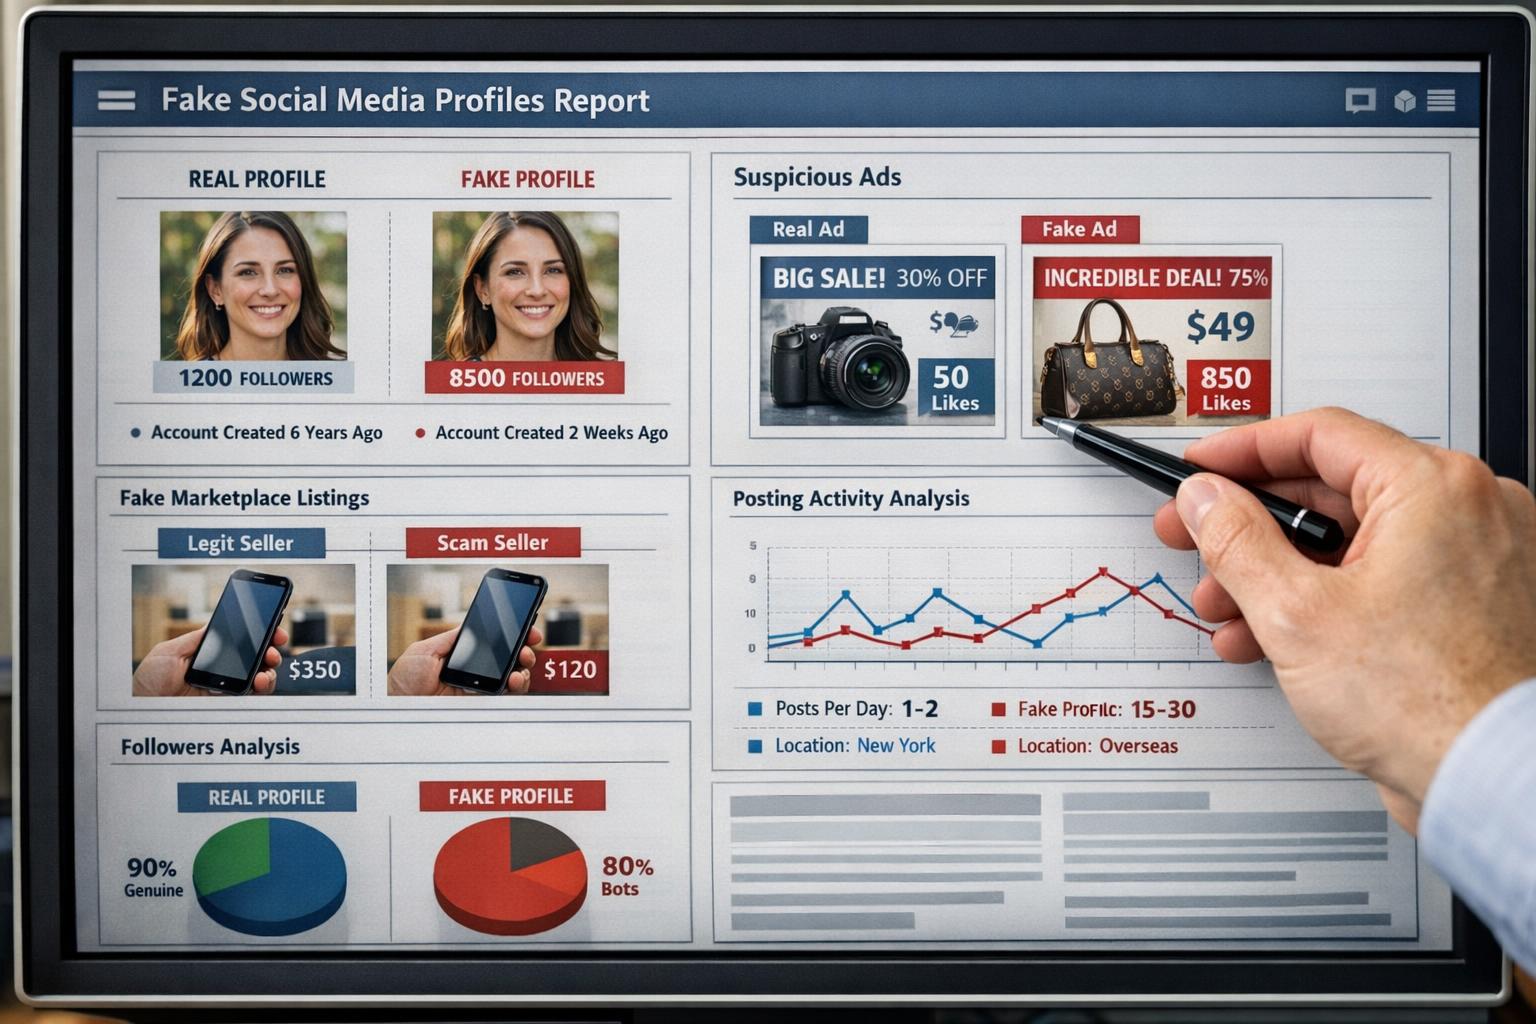 Fake Social Media Profiles Report
REAL PROFILE
FAKE PROFILE
1200 FOLLOWERS
8500 FOLLOWERS
Account Created 6 Years Ago
Account Created 2 Weeks Ago
Suspicious Ads
Real Ad
Fake Ad
BIG SALE! 30% OFF
$
50
Likes
INCREDIBLE DEAL! 75%
$49
850
Likes
Fake Marketplace Listings
Legit Seller
Scam Seller
$350
$120
Posting Activity Analysis
5
10
0
Posts Per Day: 1-2
Fake Profilc: 15-30
Location: New York
Location: Overseas
Followers Analysis
REAL PROFILE
FAKE PROFILE
90%
Genuine
80%
Bots